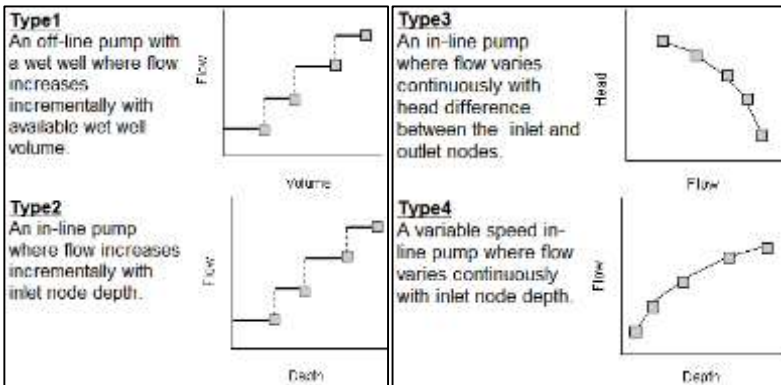 Type1
An off-line pump with
a wet well where flow
increases
incrementally with
available wet well
volume.
Flow
Volume
Type2
An in-line pump
where flow increases
incrementally with
inlet node depth.
Flow
Depth
Type3
An in-line pump
where flow varies
continuously with
head difference
between the inlet and
outlet nodes.
Head
Flow
Type4
A variable speed in-
line pump where flow
varies continuously
with inlet node depth.
Flow
Depth